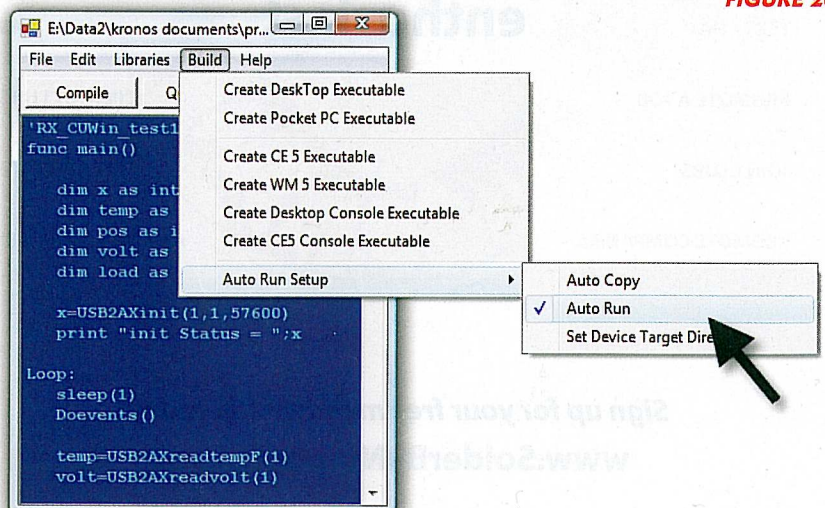 FIGURE
E:\Data2\kronos documents\pr...
File Edit Libraries Build Help
Compile
Create DeskTop Executable
Create Pocket PC Executable
Create CE 5 Executable
Create WM 5 Executable
Create Desktop Console Executable
Create CE5 Console Executable
Auto Run Setup
Auto Copy
Auto Run
Set Device Target
'RX_CUWin_test1
func main()
dim x as int
dim temp as
dim pos as i
dim volt as
dim load as
x=USB2AXinit(1,1,57600)
print "init Status = ";x
Loop:
sleep(1)
Doevents()
temp=USB2AXreadtempF(1)
volt=USB2AXreadvolt(1)
Sign up for your free
www.Solder